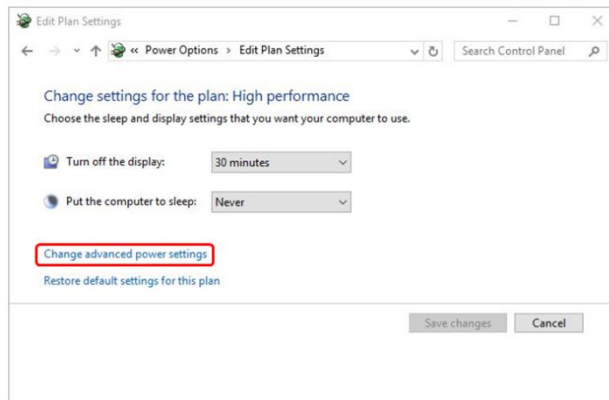 Edit Plan Settings
« Power Options > Edit Plan Settings
Search Control Panel
Change settings for the plan: High performance
Choose the sleep and display settings that you want your computer to use.
Turn off the display: 30 minutes
Put the computer to sleep: Never
Change advanced power settings
Restore default settings for this plan
Save changes Cancel